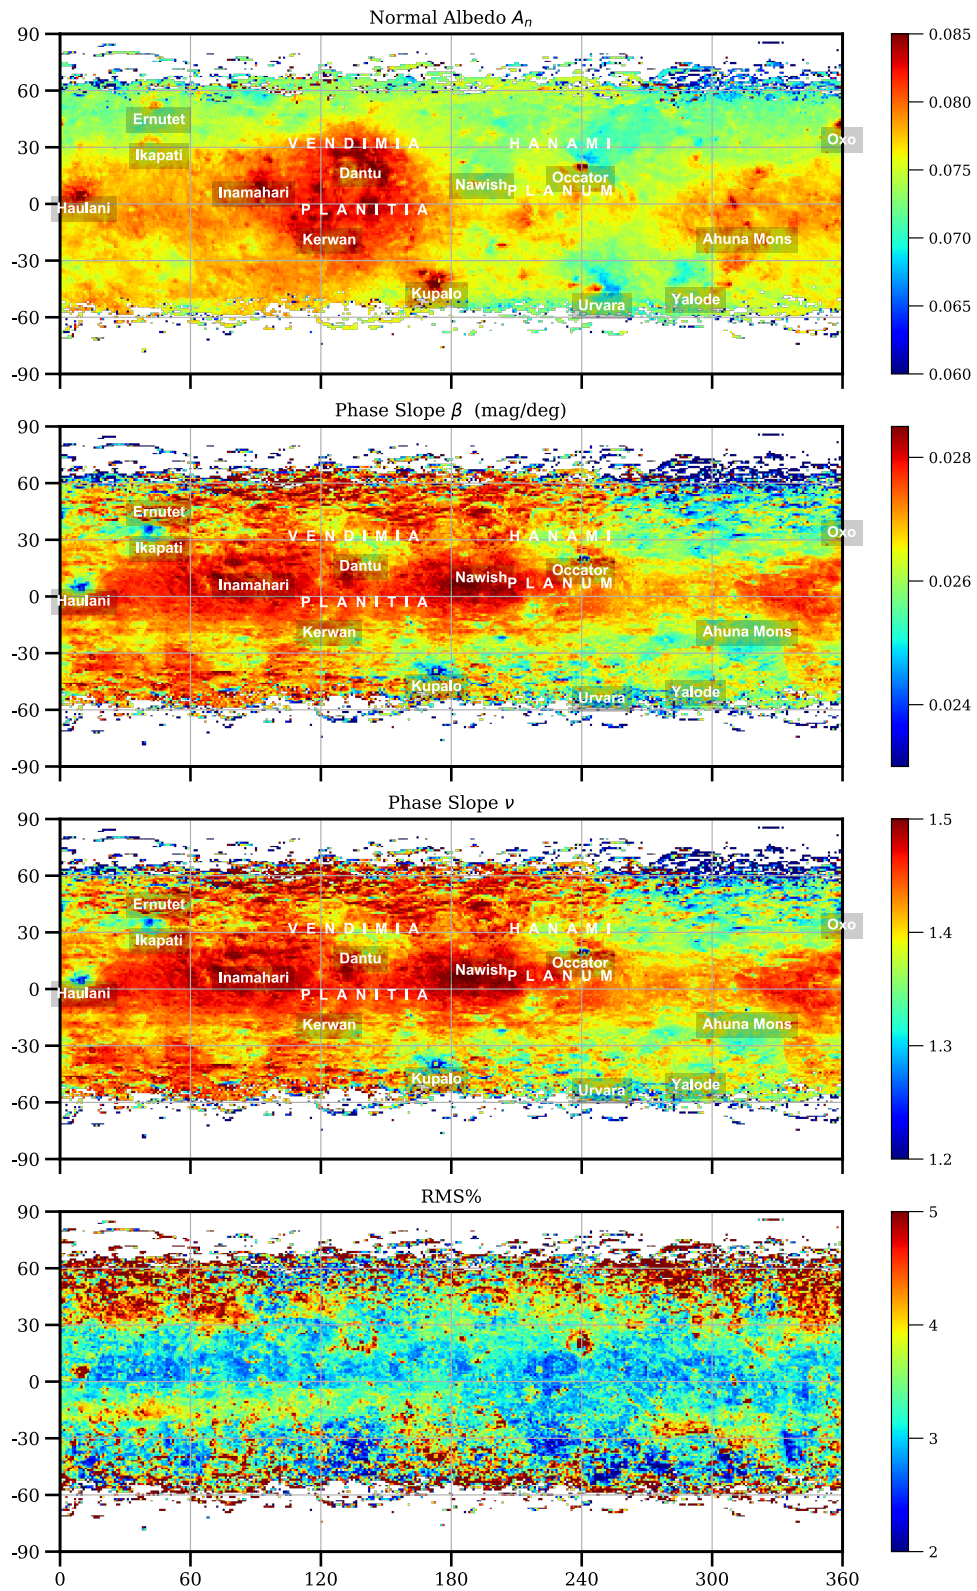 Normal Albedo Aₙ
90
60
30
0
-30
-60
-90
Ernutet
Ikapati
VENDIMIA
HANAMI
Oxo
Dantu
Occator
Inamahari
Nawish
PLANUM
Haulani
PLANITIA
Kerwan
Ahuna Mons
Kupalo
Urvara
Yalode
0.085
0.080
0.075
0.070
0.065
0.060
Phase Slope β (mag/deg)
90
60
30
0
-30
-60
-90
Ernutet
Ikapati
VENDIMIA
HANAMI
Oxo
Dantu
Occator
Inamahari
Nawish
PLANUM
Haulani
PLANITIA
Kerwan
Ahuna Mons
Kupalo
Urvara
Yalode
0.028
0.026
0.024
Phase Slope ν
90
60
30
0
-30
-60
-90
Ernutet
Ikapati
VENDIMIA
HANAMI
Oxo
Dantu
Occator
Inamahari
Nawish
PLANUM
Haulani
PLANITIA
Kerwan
Ahuna Mons
Kupalo
Urvara
Yalode
1.5
1.4
1.3
1.2
RMS%
90
60
30
0
-30
-60
-90
5
4
3
2
0 60 120 180 240 300 360